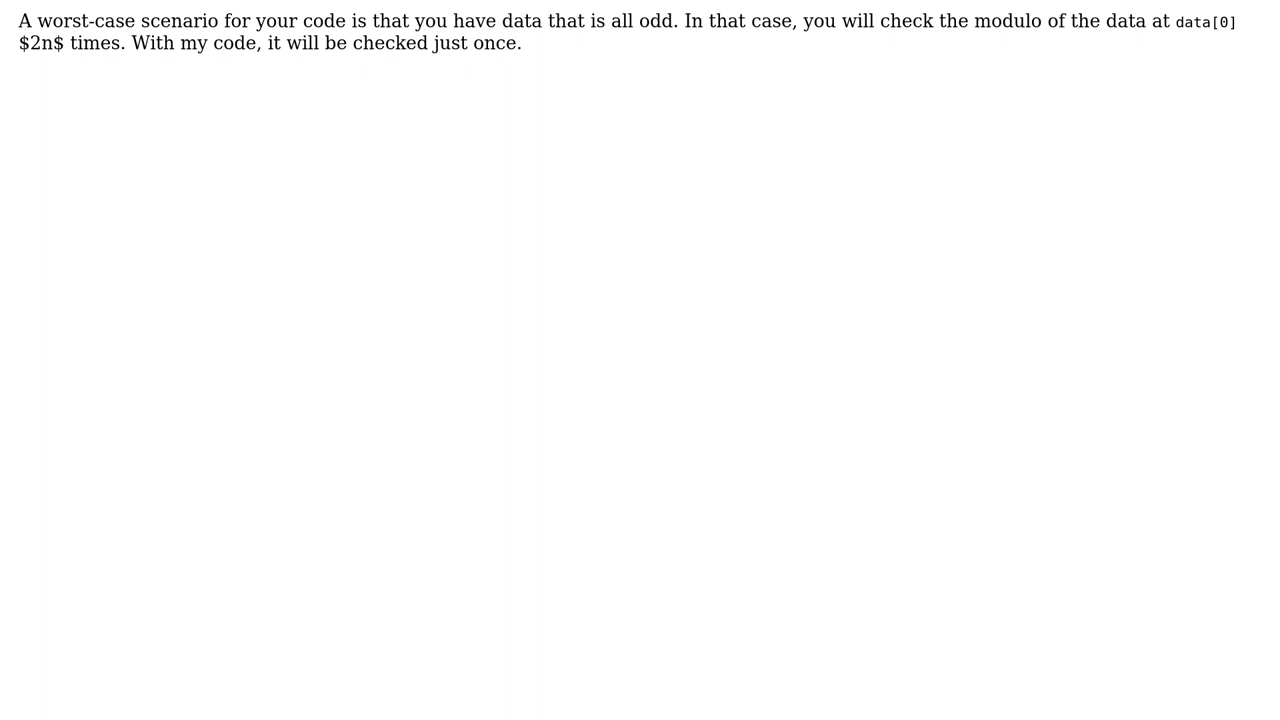 A worst-case scenario for your code is that you have data that is all odd. In that case, you will check the modulo of the data at data[0]
$2n$ times. With my code, it will be checked just once.